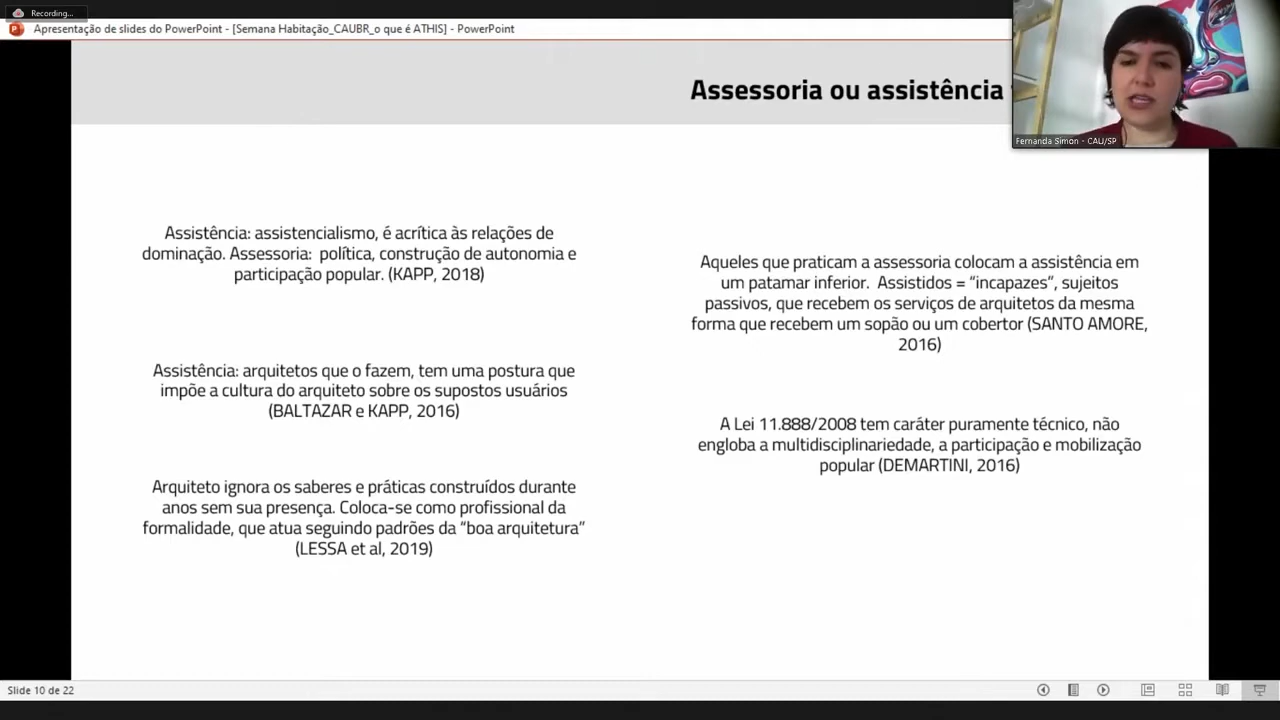 Recording...
Apresentação de slides do PowerPoint - [Semana Habitação_CAUBR_o que é ATHIS] - PowerPoint
Assessoria ou assistência
Fernanda Simon - CAU/SP
Assistência: assistencialismo, é acrítica às relações de
dominação. Assessoria: política, construção de autonomia e
participação popular. (KAPP, 2018)
Assistência: arquitetos que o fazem, tem uma postura que
impõe a cultura do arquiteto sobre os supostos usuários
(BALTAZAR e KAPP, 2016)
Arquiteto ignora os saberes e práticas construídos durante
anos sem sua presença. Coloca-se como profissional da
formalidade, que atua seguindo padrões da “boa arquitetura”
(LESSA et al, 2019)
Aqueles que praticam a assessoria colocam a assistência em
um patamar inferior. Assistidos = “incapazes”, sujeitos
passivos, que recebem os serviços de arquitetos da mesma
forma que recebem um sopão ou um cobertor (SANTO AMORE,
2016)
A Lei 11.888/2008 tem caráter puramente técnico, não
engloba a multidisciplinariedade, a participação e mobilização
popular (DEMARTINI, 2016)
Slide 10 de 22